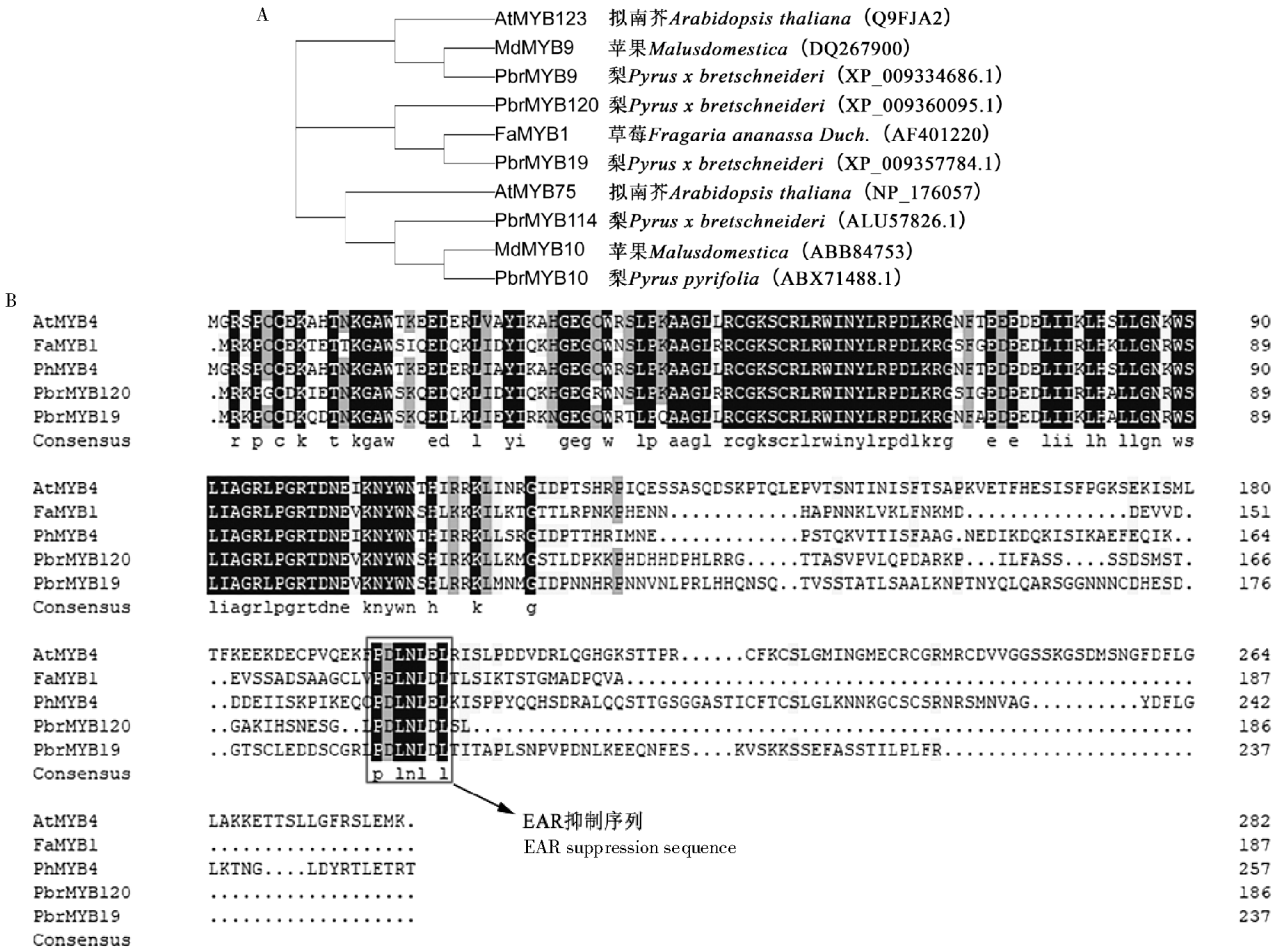 A
AtMYB123 拟南芥Arabidopsis thaliana（Q9FJA2）
MdMYB9 苹果Malusdomestica（DQ267900）
PbrMYB9 梨Pyrus x bretschneideri（XP_009334686.1）
PbrMYB120 梨Pyrus x bretschneideri（XP_009360095.1）
FaMYB1 草莓Fragaria ananassa Duch.（AF401220）
PbrMYB19 梨Pyrus x bretschneideri（XP_009357784.1）
AtMYB75 拟南芥Arabidopsis thaliana（NP_176057）
PbrMYB114 梨Pyrus x bretschneideri（ALU57826.1）
MdMYB10 苹果Malusdomestica（ABB84753）
PbrMYB10 梨Pyrus pyrifolia（ABX71488.1）
B
AtMYB4 MGRSPCCEKAHTNKGAWTKEEDERLVAYIKAHGEGCWRSLPKAAGLLRCGKSCRLRWINYLRPDLKRGNFTEEEDELIIKLHSLLGNKWS 90
FaMYB1 .MRKPCCEKTETTKGAWSIQEDQKLIDYIQKHGEGCWNSLPKAAGLRRCGKSCRLRWINYLRPDLKRGSFGEDEEDLIIRLHKLLGNRWS 89
PhMYB4 MGRSPCCEKAHTNKGAWTKEEDERLIAYIKAHGEGCWRSLPKAAGLLRCGKSCRLRWINYLRPDLKRGNFTEEEDELIIKLHSLLGNKWS 90
PbrMYB120 .MRKPGCDKIETNKGAWSKQEDQKLIDYIQKHGEGRWNSLPKAAGLRRCGKSCRLRWINYLRPDLKRGSIGEDEEDLIIRLHALLGNRWS 89
PbrMYB19 .MRKPCCDKQDTNKGAWSKQEDLKLIEYIRKNGEGCWRTLPQAAGLLRCGKSCRLRWINYLRPDLKRGNFAEDEEDLIIKLHALLGNRWS 89
Consensus r p c k t kgaw ed l yi geg w lp aagl rcgkscrlrwinylrpdlkrg e e lii lh llgn ws
AtMYB4 LIAGRLPGRTDNEIKNYWNTHIRRKLINRGIDPTSHRPIQESSASQDSKPTQLEPVTSNTINISFTSAPKVETFHESISFPGKSEKISML 180
FaMYB1 LIAGRLPGRTDNEVKNYWNSHLKKKILKTGTTLRPNKPHENN............HAPNNKLVKLFNKMD...............DEVVD. 151
PhMYB4 LIAGRLPGRTDNEIKNYWNTHIRRKLLSRGIDPTTHRIMNE.............PSTQKVTTISFAAG..NEDIKDQKISIKAEFEQIK. 164
PbrMYB120 LIAGRLPGRTDNEVKNYWNSHIRKKLLKMGSTLDPKKPHDHHDPHLRRG.....TTASVPVLQPDARKP...ILFASS....SSDSMST. 166
PbrMYB19 LIAGRLPGRTDNEVKNYWNSHLRRKLMNMGIDPNNHRPNNVNLPRLHHQNSQ..TVSSTATLSAALKNPTNYQLQARSGGNNNCDHESD. 176
Consensus liagrlpgrtdne knywn h k g
AtMYB4 TFKEEKDECPVQEKFPDLNLELRISLPDDVDRLQGHGKSTTPR......CFKCSLGMINGMECRCGRMRCDVVGGSSKGSDMSNGFDFLG 264
FaMYB1 ..EVSSADSAAGCLVPELNLDLTLSIKTSTGMADPQVA.................................................... 187
PhMYB4 ..DDEIISKPIKEQCPDLNLELKISPPYQQHSDRALQQSTTGSGGASTICFTCSLGLKNNKGCSCSRNRSMNVAG..........YDFLG 242
PbrMYB120 ..GAKIHSNESG..LPDLNLDLSL.................................................................. 186
PbrMYB19 ..GTSCLEDDSCGRLPDLNLDLTITAPLSNPVPDNLKEEQNFES....KVSKKSSEFASSTILPLFR....................... 237
Consensus p lnl l
AtMYB4 LAKKETTSLLGFRSLEMK. 282
FaMYB1 ................... 187
PhMYB4 LKTNG....LDYRTLETRT 257
PbrMYB120 ................... 186
PbrMYB19 ................... 237
Consensus
EAR抑制序列
EAR suppression sequence